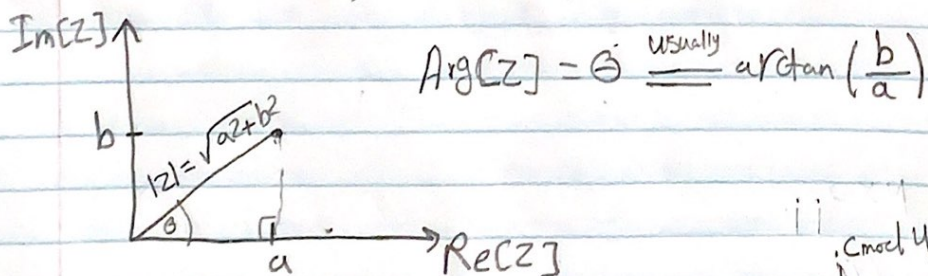 Im[Z]
Arg[Z] = θ usually = arctan (b/a)
b
|z| = √a2+b2
θ
a
Re[Z]